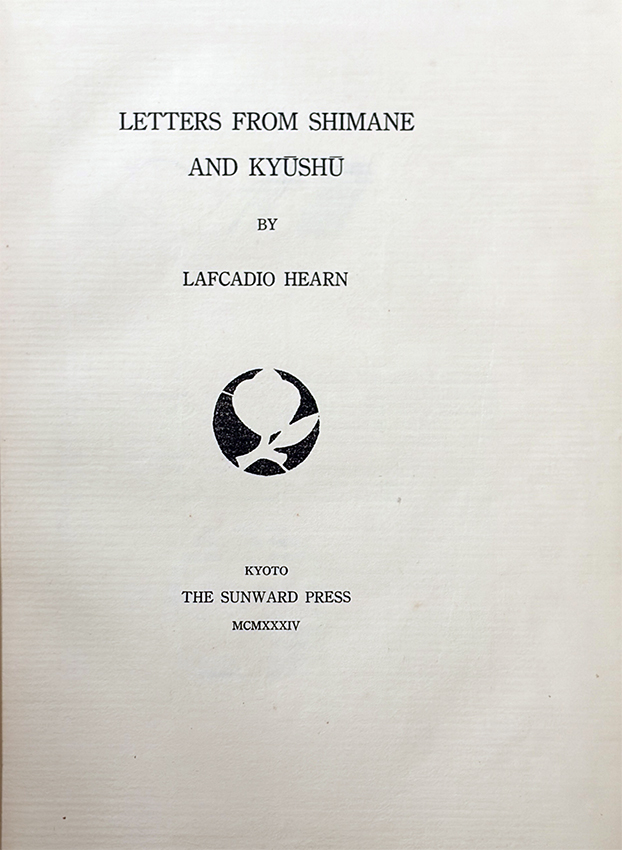 LETTERS FROM SHIMANE
AND KYŪSHŪ
BY
LAFCADIO HEARN
KYOTO
THE SUNWARD PRESS
MCMXXXIV